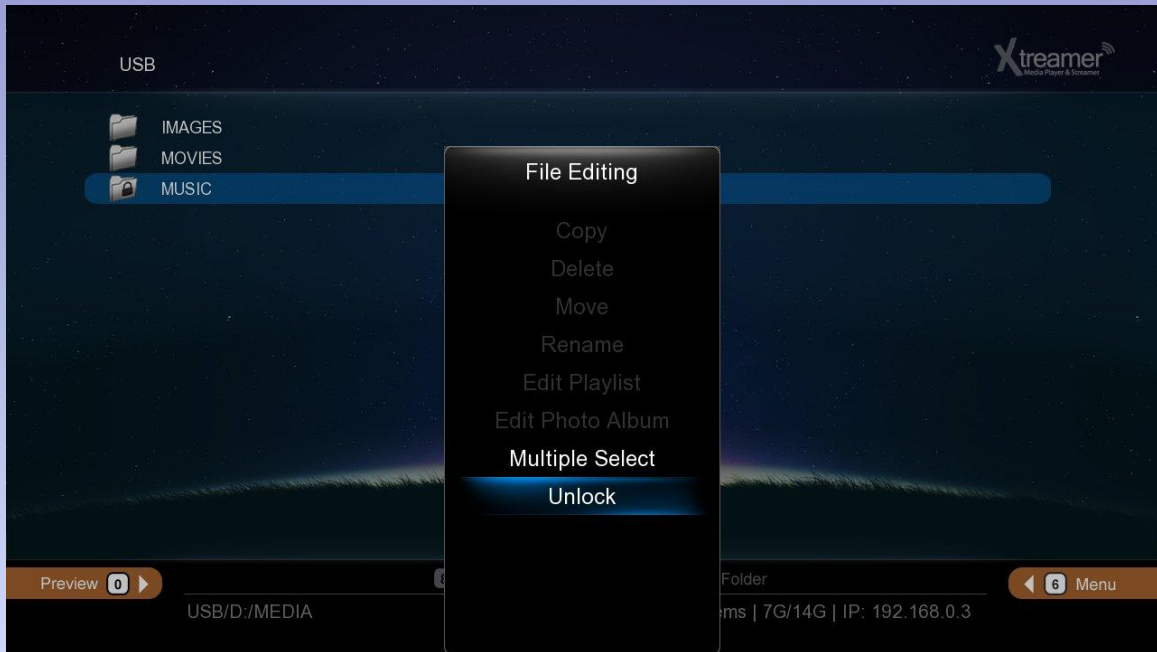 USB
Xtreamer
Media Player & Streamer
IMAGES
MOVIES
MUSIC
File Editing
Copy
Delete
Move
Rename
Edit Playlist
Edit Photo Album
Multiple Select
Unlock
Preview 0
Folder
6 Menu
USB/D:/MEDIA
| 7G/14G | IP: 192.168.0.3